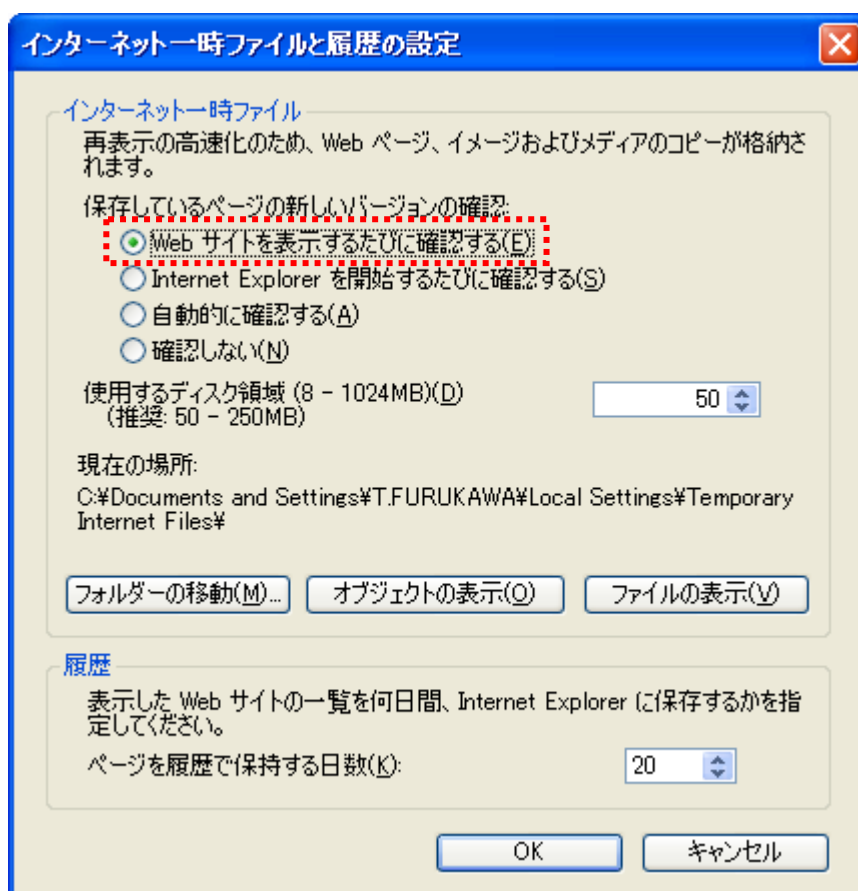 インターネット一時ファイルと履歴の設定
インターネット一時ファイル
再表示の高速化のため、Web ページ、イメージおよびメディアのコピーが格納さ
れます。
保存しているページの新しいバージョンの確認:
Web サイトを表示するたびに確認する(E)
Internet Explorer を開始するたびに確認する(S)
自動的に確認する(A)
確認しない(N)
使用するディスク領域 (8 - 1024MB)(D) 50
(推奨: 50 - 250MB)
現在の場所:
C:¥Documents and Settings¥T.FURUKAWA¥Local Settings¥Temporary
Internet Files¥
フォルダーの移動(M)... オブジェクトの表示(O) ファイルの表示(V)
履歴
表示した Web サイトの一覧を何日間、Internet Explorer に保存するかを指
定してください。
ページを履歴で保持する日数(K): 20
OK キャンセル